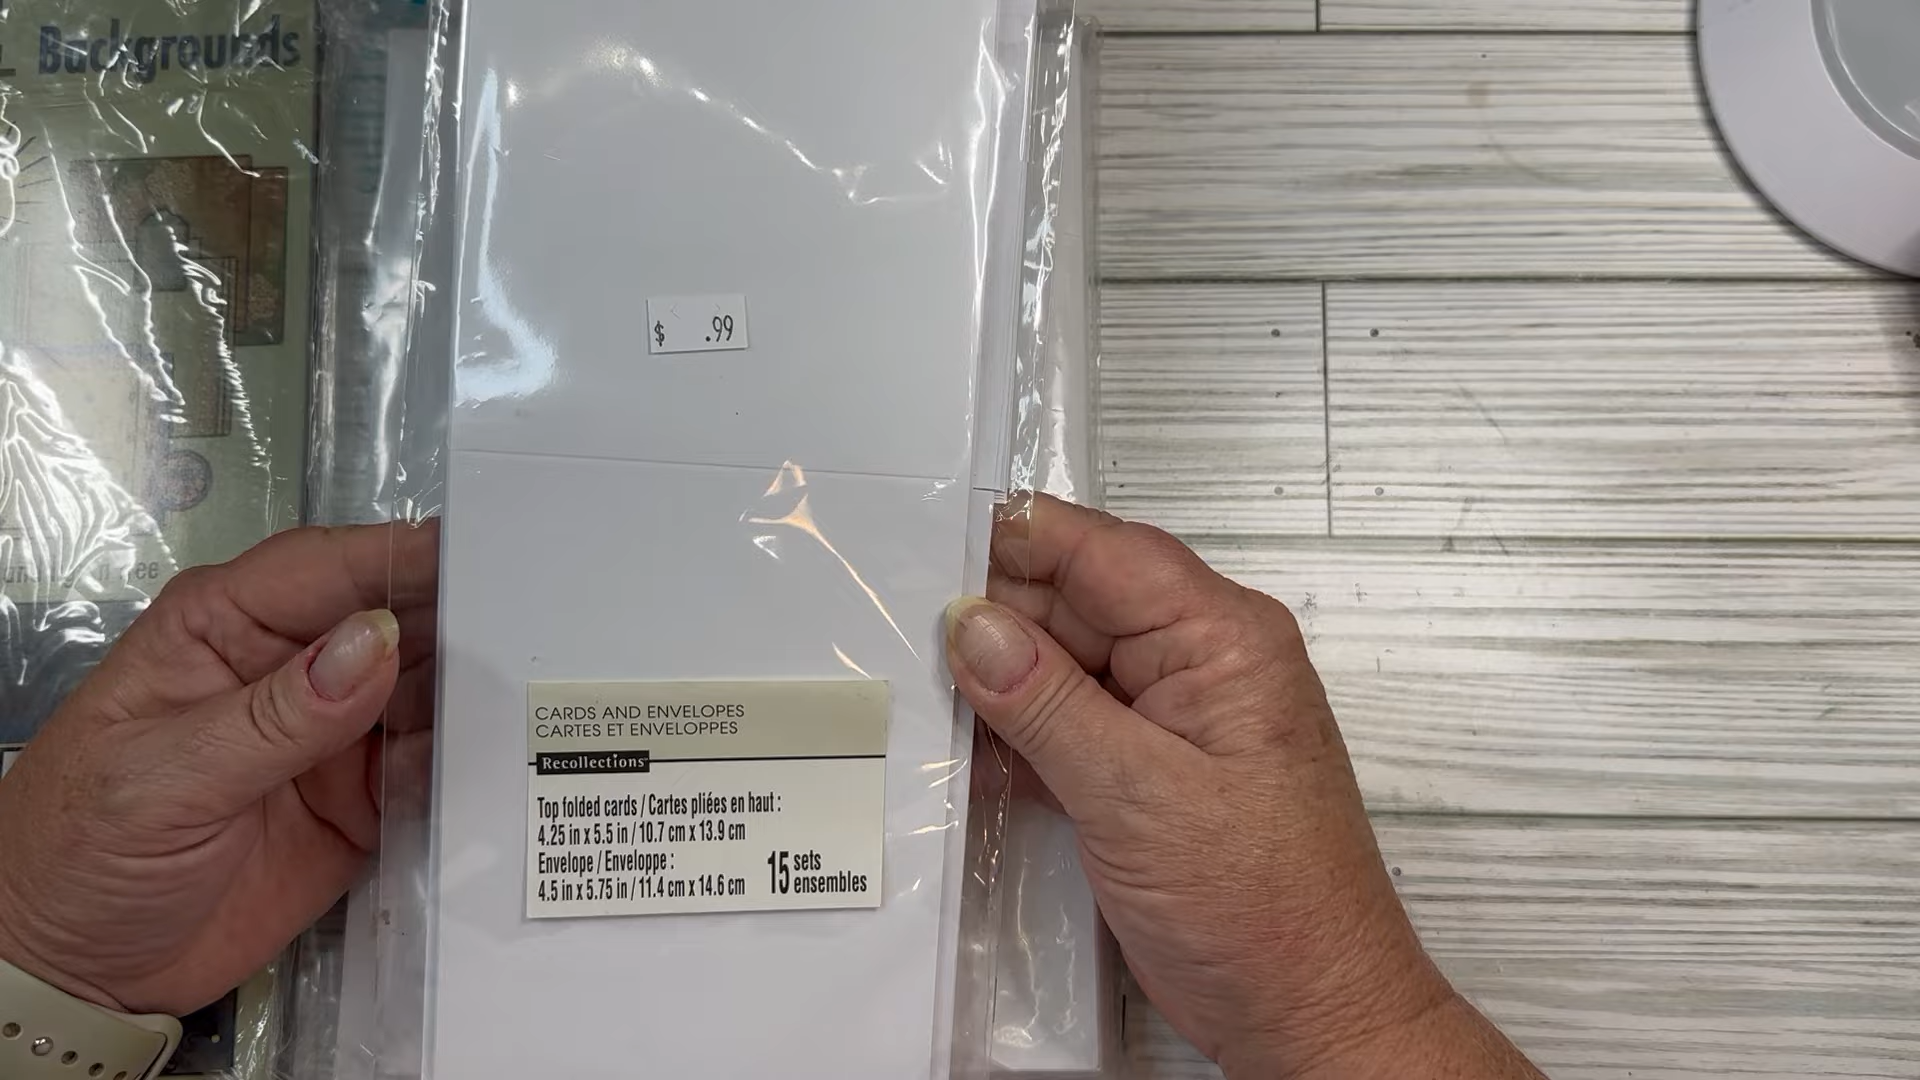 Backgrounds
$ .99
CARDS AND ENVELOPES
CARTES ET ENVELOPPES
Recollections
Top folded cards / Cartes pliées en haut :
4.25 in x 5.5 in / 10.7 cm x 13.9 cm
Envelope / Enveloppe :
4.5 in x 5.75 in / 11.4 cm x 14.6 cm
15 sets
ensembles